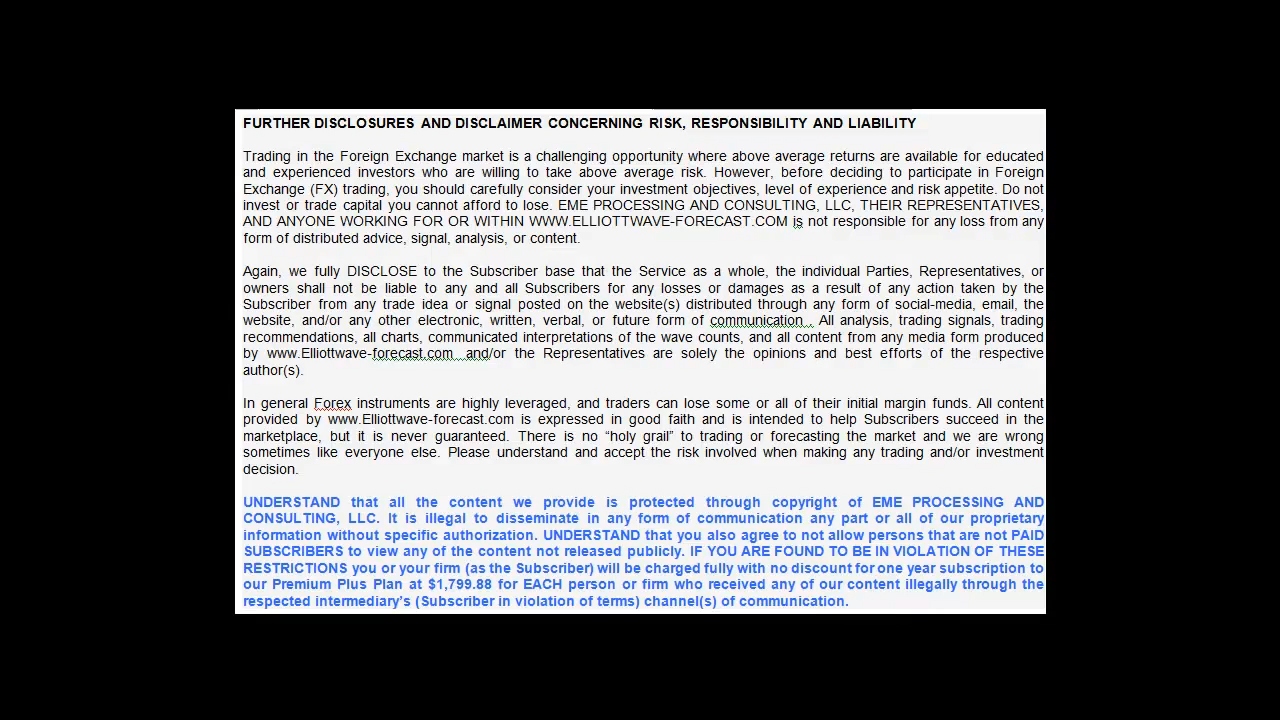 FURTHER DISCLOSURES AND DISCLAIMER CONCERNING RISK, RESPONSIBILITY AND LIABILITY
Trading in the Foreign Exchange market is a challenging opportunity where above average returns are available for educated
and experienced investors who are willing to take above average risk. However, before deciding to participate in Foreign
Exchange (FX) trading, you should carefully consider your investment objectives, level of experience and risk appetite. Do not
invest or trade capital you cannot afford to lose. EME PROCESSING AND CONSULTING, LLC, THEIR REPRESENTATIVES,
AND ANYONE WORKING FOR OR WITHIN WWW.ELLIOTTWAVE-FORECAST.COM is not responsible for any loss from any
form of distributed advice, signal, analysis, or content.
Again, we fully DISCLOSE to the Subscriber base that the Service as a whole, the individual Parties, Representatives, or
owners shall not be liable to any and all Subscribers for any losses or damages as a result of any action taken by the
Subscriber from any trade idea or signal posted on the website(s) distributed through any form of social-media, email, the
website, and/or any other electronic, written, verbal, or future form of communication . All analysis, trading signals, trading
recommendations, all charts, communicated interpretations of the wave counts, and all content from any media form produced
by www.Elliottwave-forecast.com and/or the Representatives are solely the opinions and best efforts of the respective
author(s).
In general Forex instruments are highly leveraged, and traders can lose some or all of their initial margin funds. All content
provided by www.Elliottwave-forecast.com is expressed in good faith and is intended to help Subscribers succeed in the
marketplace, but it is never guaranteed. There is no “holy grail” to trading or forecasting the market and we are wrong
sometimes like everyone else. Please understand and accept the risk involved when making any trading and/or investment
decision.
UNDERSTAND that all the content we provide is protected through copyright of EME PROCESSING AND
CONSULTING, LLC. It is illegal to disseminate in any form of communication any part or all of our proprietary
information without specific authorization. UNDERSTAND that you also agree to not allow persons that are not PAID
SUBSCRIBERS to view any of the content not released publicly. IF YOU ARE FOUND TO BE IN VIOLATION OF THESE
RESTRICTIONS you or your firm (as the Subscriber) will be charged fully with no discount for one year subscription to
our Premium Plus Plan at $1,799.88 for EACH person or firm who received any of our content illegally through the
respected intermediary’s (Subscriber in violation of terms) channel(s) of communication.